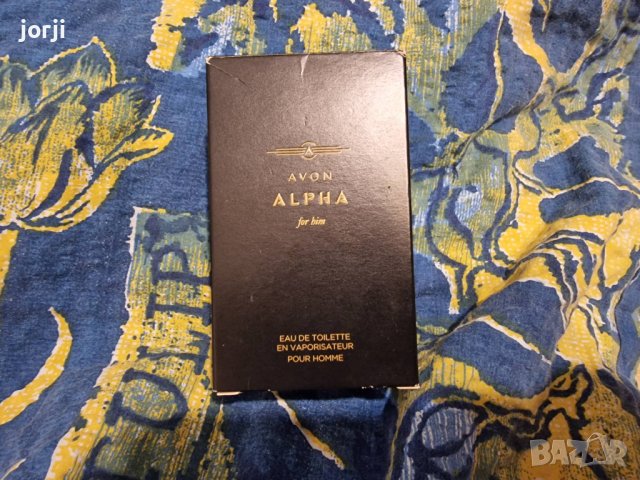 jorji
AVON
ALPHA
for him
EAU DE TOILETTE
EN VAPORISATEUR
POUR HOMME
BAZAR